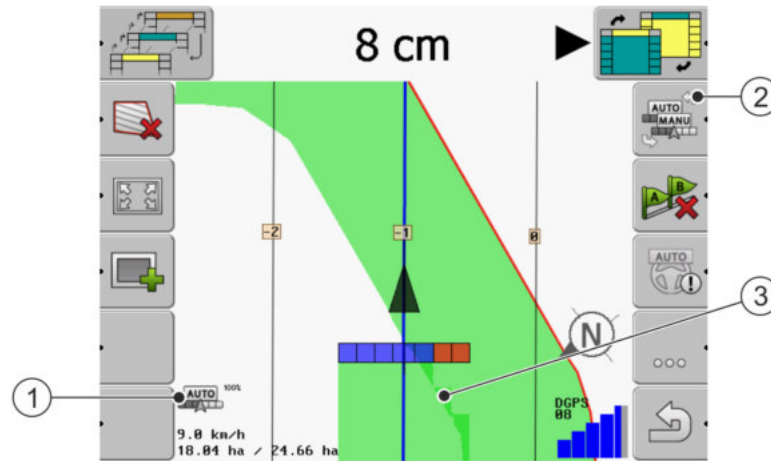 8 cm
AUTO
MANU
2
A B
-2
-1
0
AUTO
3
N
1
AUTO 100%
DGPS
08
9.0 km/h
18.04 ha / 24.66 ha